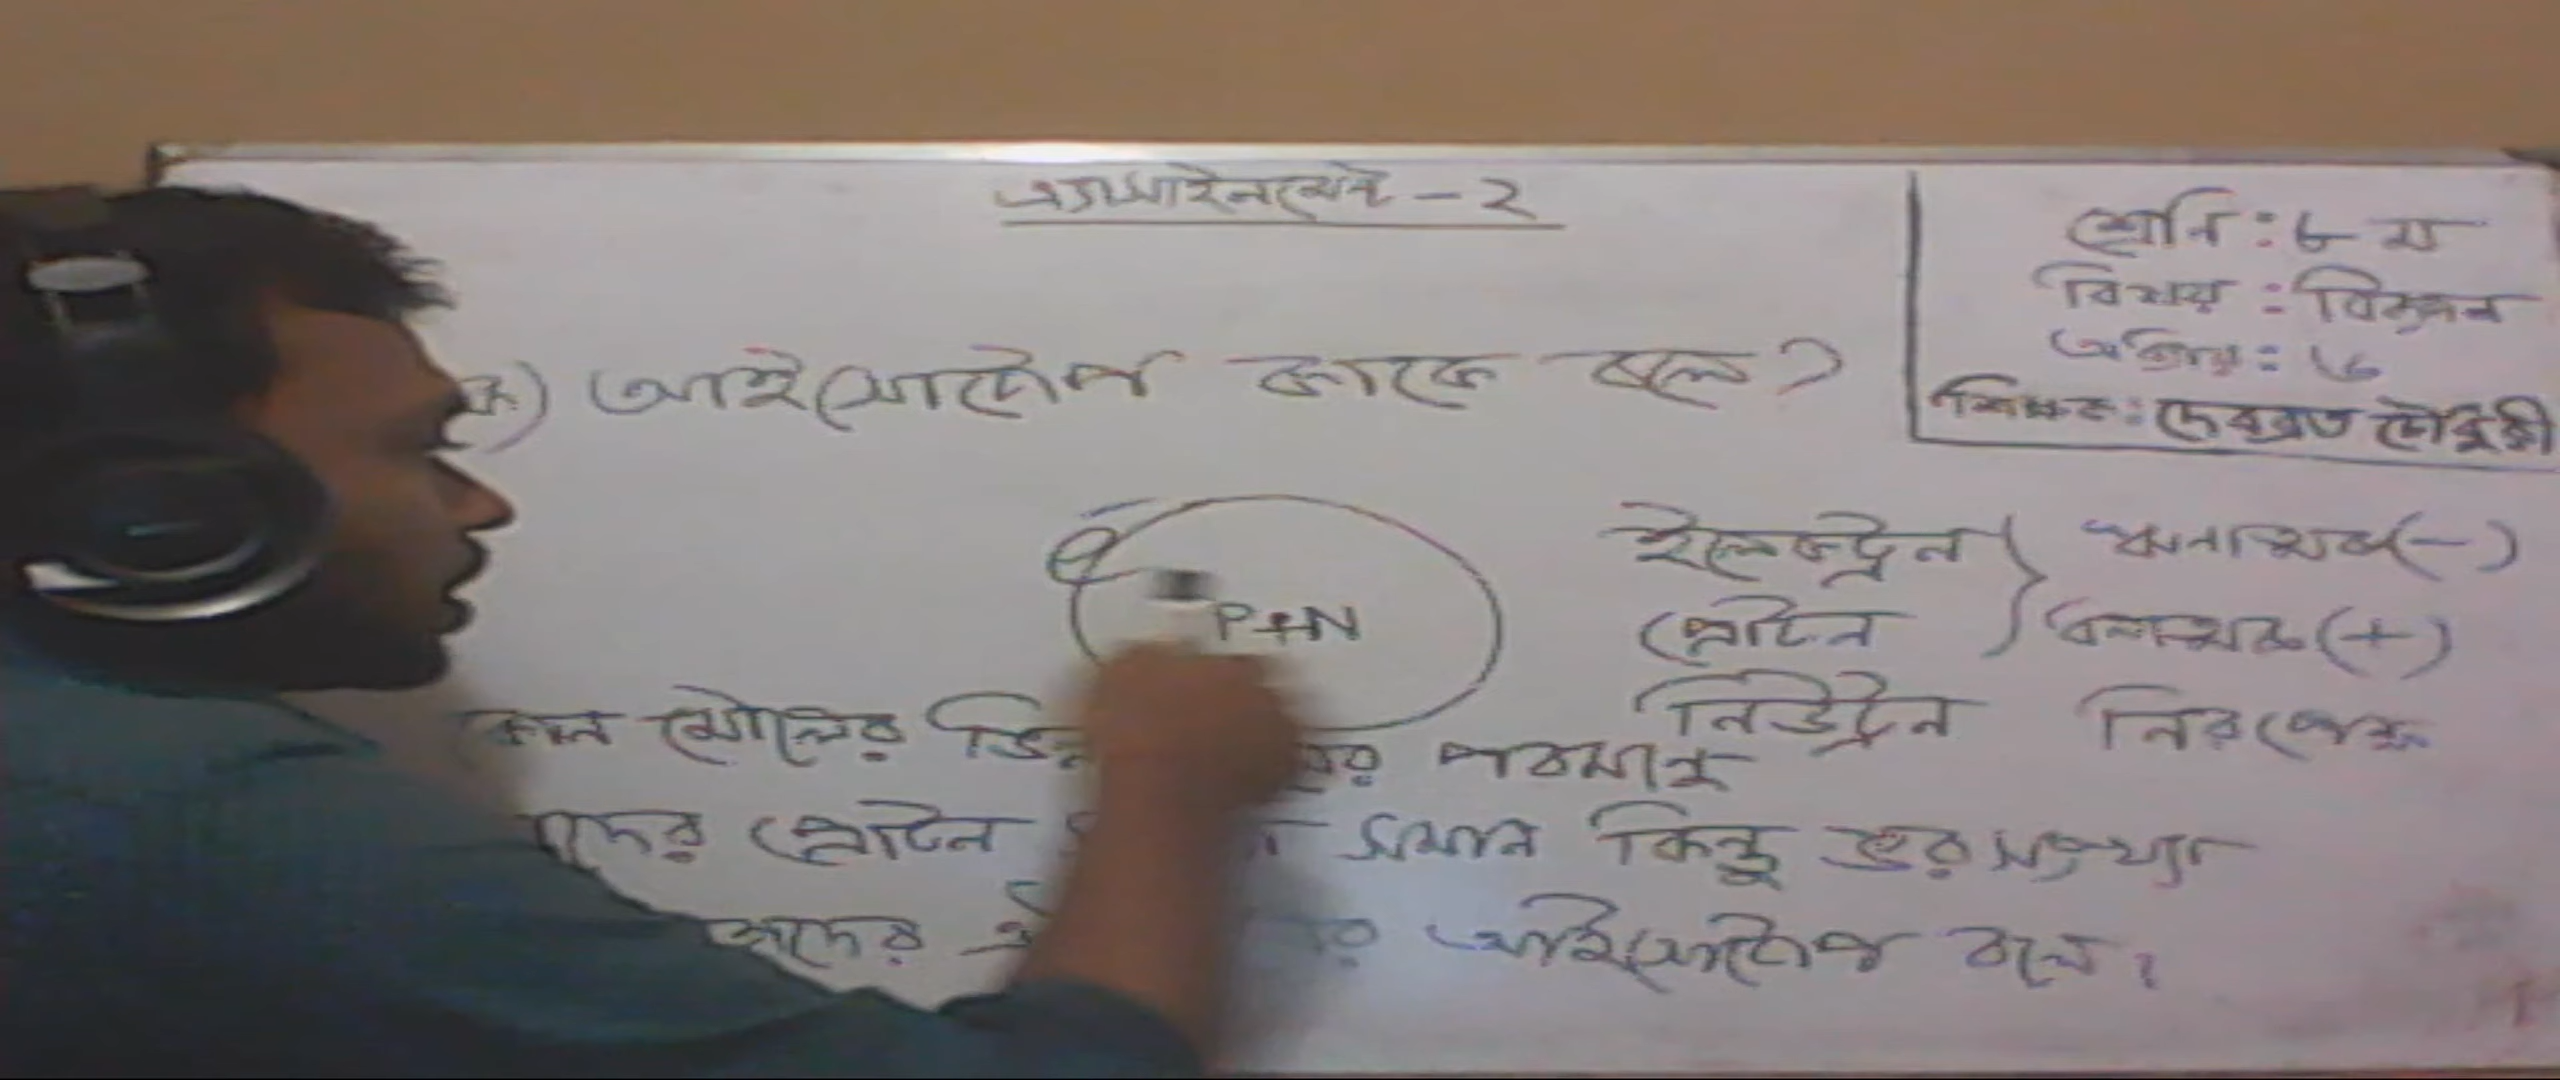 এ্যাসাইনমেন্ট - ২
শ্রেনি : ৮ম
বিষয় : বিজ্ঞান
অধ্যায় : ৬
শিক্ষক : দেবব্রত চৌধুরী
ক) আইসোটোপ কাকে বলে?
e
P+N
ইলেকট্রন } ঋনাত্মক (-)
প্রোটন } ধনাত্মক (+)
নিউট্রন নিরপেক্ষ
মৌলের পরমানু
প্রোটন সমান কিন্তু ভর সংখ্যা
আইসোটোপ বলে।